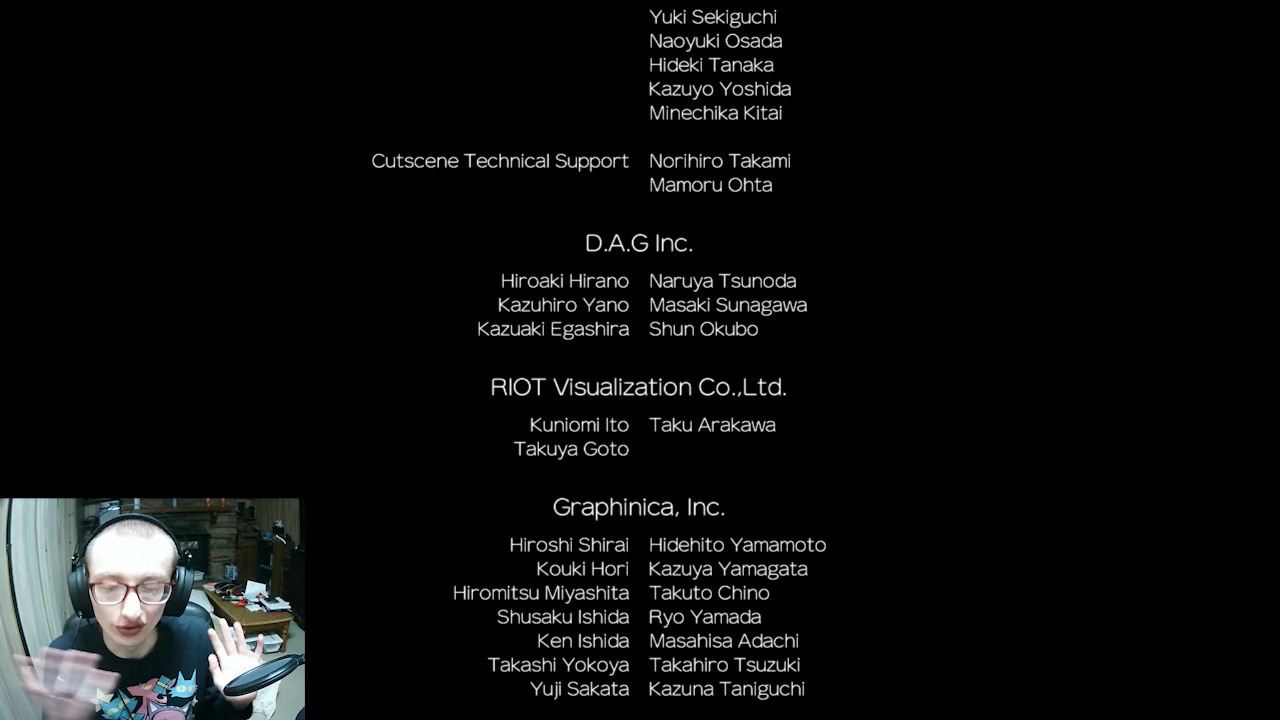 Yuki Sekiguchi
Naoyuki Osada
Hideki Tanaka
Kazuyo Yoshida
Minechika Kitai
Cutscene Technical Support Norihiro Takami
Mamoru Ohta
D.A.G Inc.
Hiroaki Hirano Naruya Tsunoda
Kazuhiro Yano Masaki Sunagawa
Kazuaki Egashira Shun Okubo
RIOT Visualization Co.,Ltd.
Kuniomi Ito Taku Arakawa
Takuya Goto
Graphinica, Inc.
Hiroshi Shirai Hidehito Yamamoto
Kouki Hori Kazuya Yamagata
Hiromitsu Miyashita Takuto Chino
Shusaku Ishida Ryo Yamada
Ken Ishida Masahisa Adachi
Takashi Yokoya Takahiro Tsuzuki
Yuji Sakata Kazuna Taniguchi